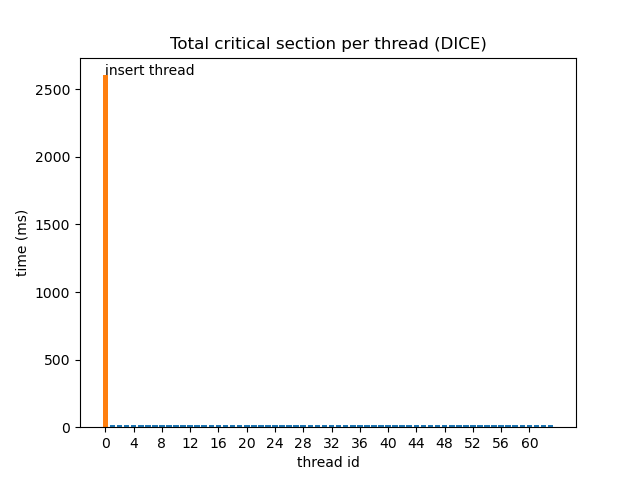 Total critical section per thread (DICE)
insert thread
2500
2000
1500
1000
500
0
time (ms)
0 4 8 12 16 20 24 28 32 36 40 44 48 52 56 60
thread id